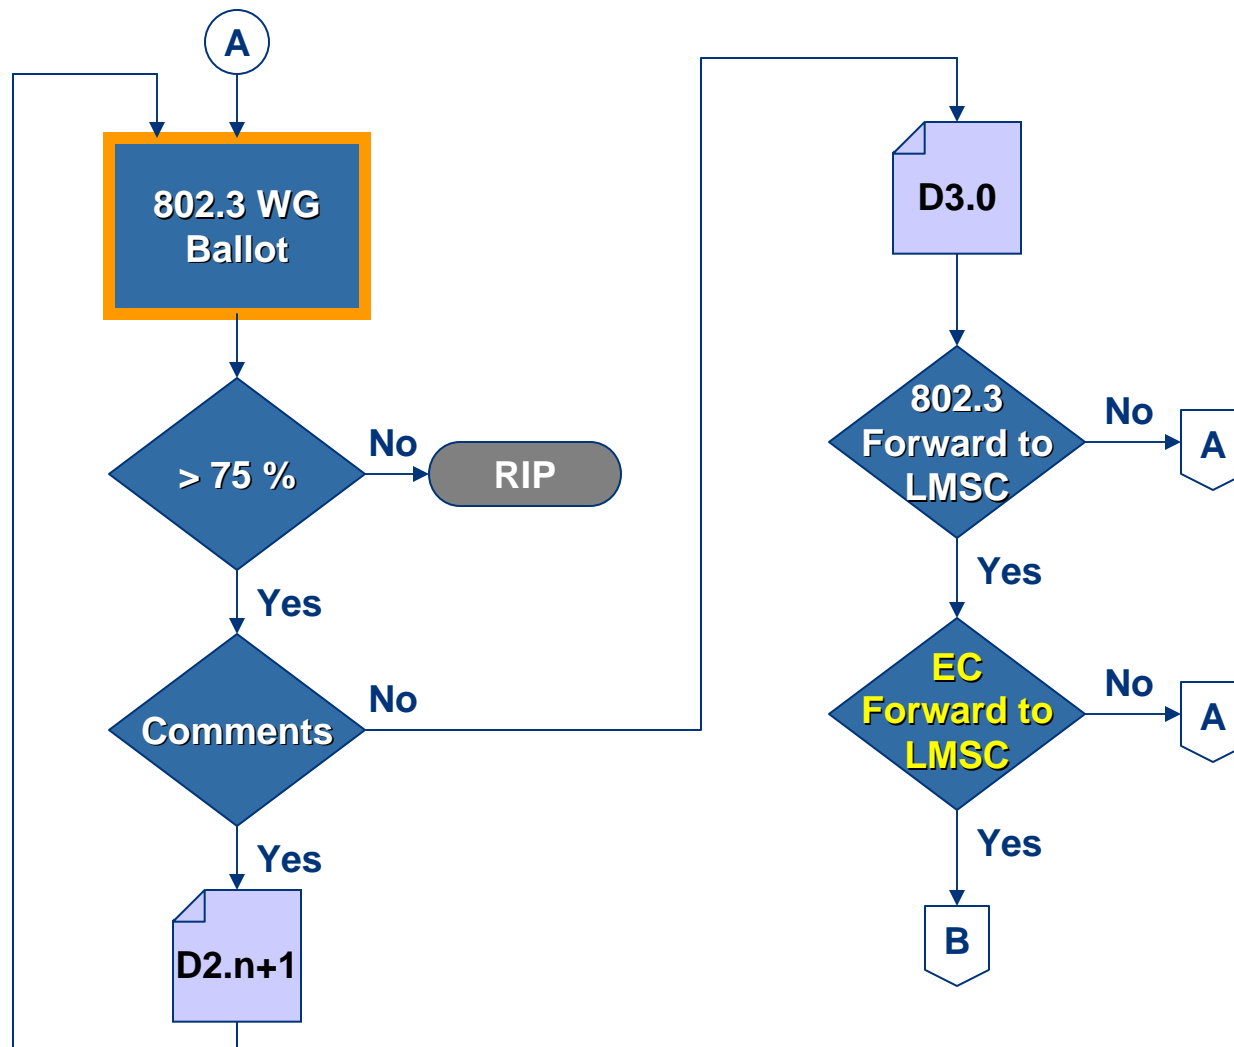 A
802.3 WG
Ballot
> 75 %
No
RIP
Yes
Comments
No
Yes
D2.n+1
D3.0
802.3
Forward to
LMSC
No
A
Yes
EC
Forward to
LMSC
No
A
Yes
B